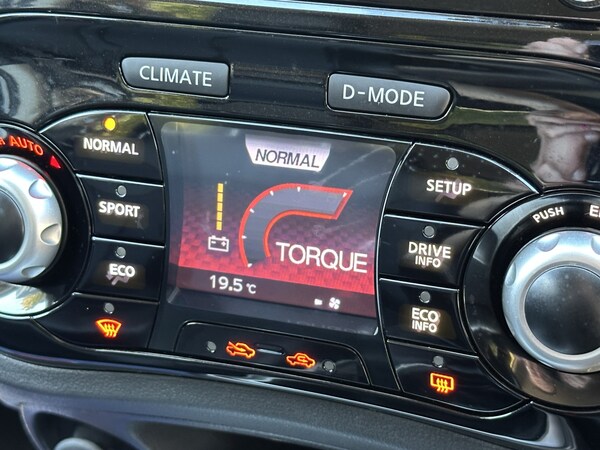 CLIMATE
D-MODE
AUTO
NORMAL
NORMAL
SETUP
SPORT
PUSH
DRIVE
INFO
TORQUE
ECO
19.5°C
ECO
INFO